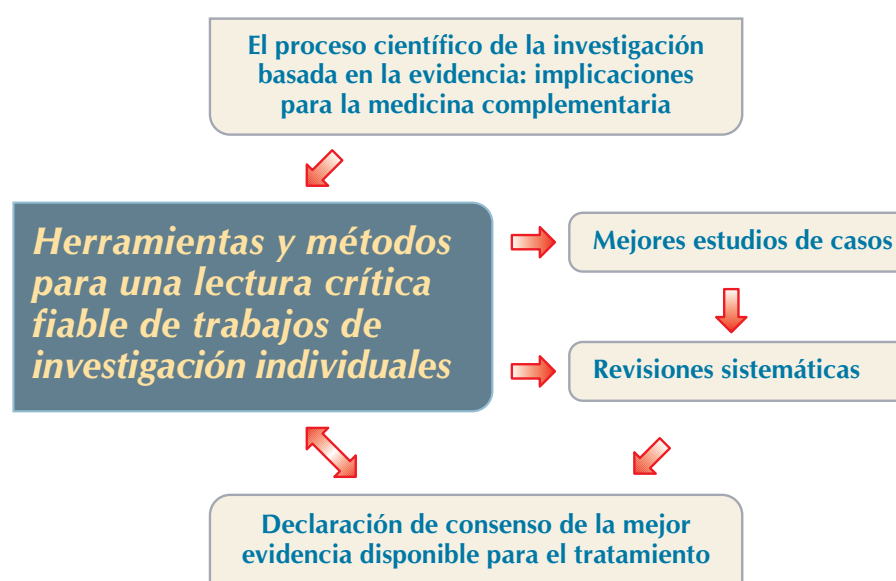 El proceso científico de la investigación
basada en la evidencia: implicaciones
para la medicina complementaria
Herramientas y métodos
para una lectura crítica
fiable de trabajos de
investigación individuales
Mejores estudios de casos
Revisiones sistemáticas
Declaración de consenso de la mejor
evidencia disponible para el tratamiento